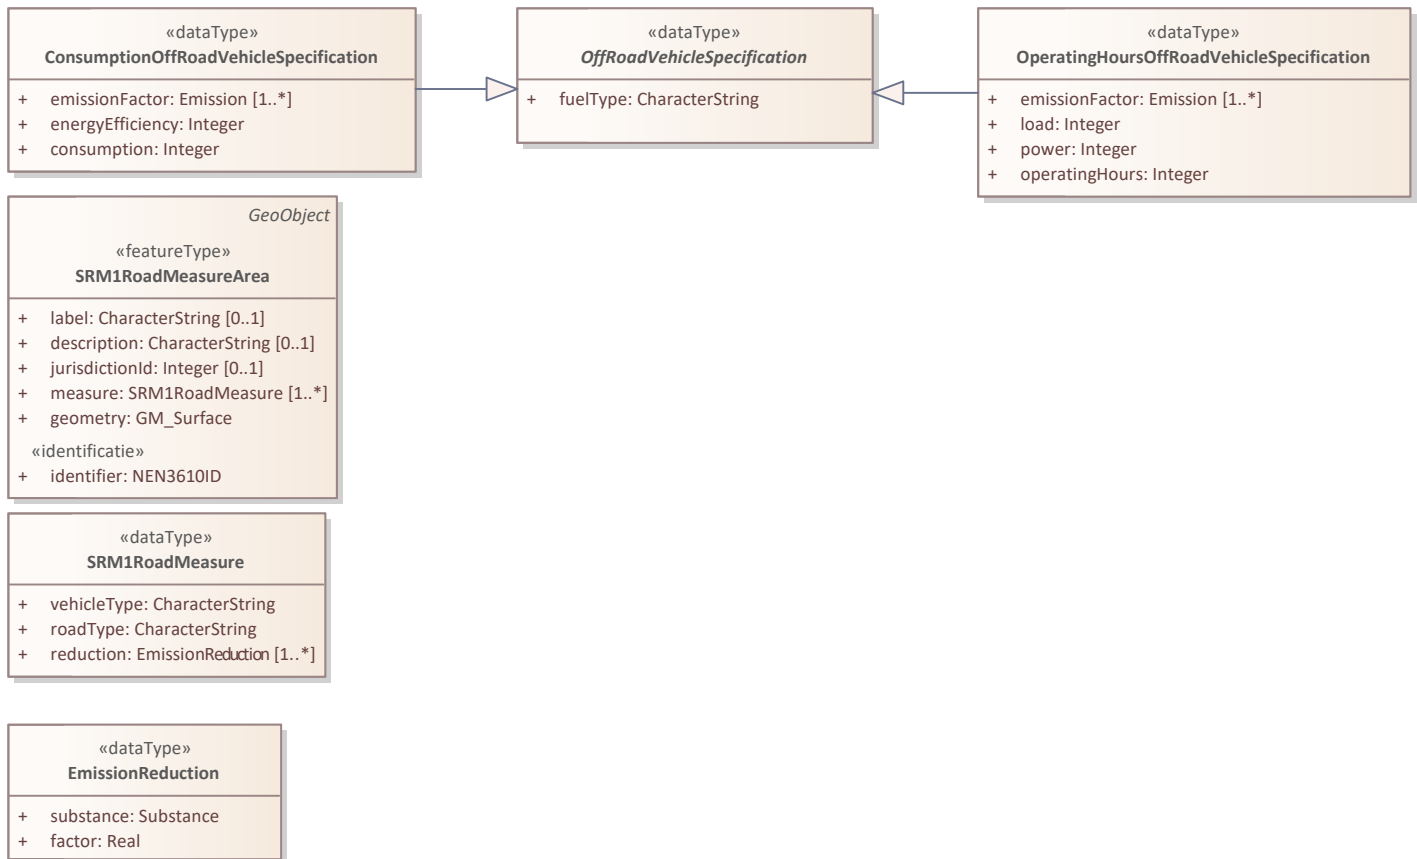 «dataType»
ConsumptionOffRoadVehicleSpecification
+ emissionFactor: Emission [1..*]
+ energyEfficiency: Integer
+ consumption: Integer
«dataType»
OffRoadVehicleSpecification
+ fuelType: CharacterString
«dataType»
OperatingHoursOffRoadVehicleSpecification
+ emissionFactor: Emission [1..*]
+ load: Integer
+ power: Integer
+ operatingHours: Integer
GeoObject
«featureType»
SRM1RoadMeasureArea
+ label: CharacterString [0..1]
+ description: CharacterString [0..1]
+ jurisdictionId: Integer [0..1]
+ measure: SRM1RoadMeasure [1..*]
+ geometry: GM_Surface
«identificatie»
+ identifier: NEN3610ID
«dataType»
SRM1RoadMeasure
+ vehicleType: CharacterString
+ roadType: CharacterString
+ reduction: EmissionReduction [1..*]
«dataType»
EmissionReduction
+ substance: Substance
+ factor: Real